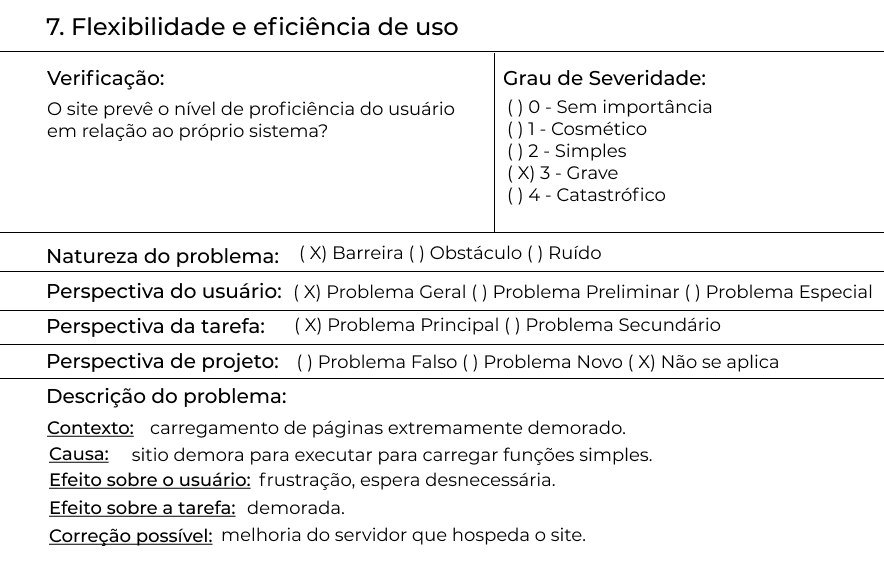 7. Flexibilidade e eficiência de uso
Verificação:
O site prevê o nível de proficiência do usuário
em relação ao próprio sistema?
Grau de Severidade:
( ) 0 - Sem importância
( ) 1 - Cosmético
( ) 2 - Simples
( X) 3 - Grave
( ) 4 - Catastrófico
Natureza do problema: ( X) Barreira ( ) Obstáculo ( ) Ruído
Perspectiva do usuário: ( X) Problema Geral ( ) Problema Preliminar ( ) Problema Especial
Perspectiva da tarefa: ( X) Problema Principal ( ) Problema Secundário
Perspectiva de projeto: ( ) Problema Falso ( ) Problema Novo ( X) Não se aplica
Descrição do problema:
Contexto: carregamento de páginas extremamente demorado.
Causa: sitio demora para executar para carregar funções simples.
Efeito sobre o usuário: frustração, espera desnecessária.
Efeito sobre a tarefa: demorada.
Correção possível: melhoria do servidor que hospeda o site.